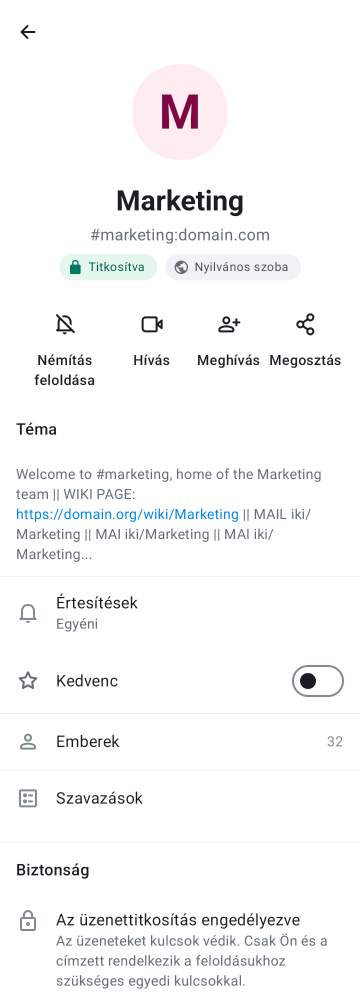 M
Marketing
#marketing:domain.com
Titkosítva
Nyilvános szoba
Némítás
feloldása
Hívás
Meghívás
Megosztás
Téma
Welcome to #marketing, home of the Marketing
team || WIKI PAGE:
https://domain.org/wiki/Marketing || MAIL iki/
Marketing || MAI iki/Marketing || MAI iki/
Marketing...
Értesítések
Egyéni
Kedvenc
Emberek 32
Szavazások
Biztonság
Az üzenettitkosítás engedélyezve
Az üzeneteket kulcsok védik. Csak Ön és a
címzett rendelkezik a feloldásukhoz
szükséges egyedi kulcsokkal.